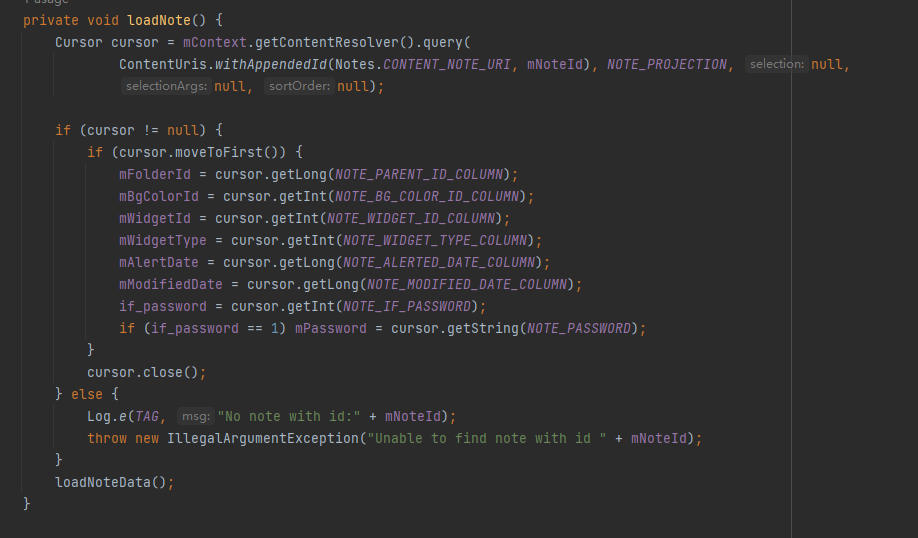 1 usage
private void loadNote() {
Cursor cursor = mContext.getContentResolver().query(
ContentUris.withAppendedId(Notes.CONTENT_NOTE_URI, mNoteId), NOTE_PROJECTION, selection: null,
selectionArgs: null, sortOrder: null);
if (cursor != null) {
if (cursor.moveToFirst()) {
mFolderId = cursor.getLong(NOTE_PARENT_ID_COLUMN);
mBgColorId = cursor.getInt(NOTE_BG_COLOR_ID_COLUMN);
mWidgetId = cursor.getInt(NOTE_WIDGET_ID_COLUMN);
mWidgetType = cursor.getInt(NOTE_WIDGET_TYPE_COLUMN);
mAlertDate = cursor.getLong(NOTE_ALERTED_DATE_COLUMN);
mModifiedDate = cursor.getLong(NOTE_MODIFIED_DATE_COLUMN);
if_password = cursor.getInt(NOTE_IF_PASSWORD);
if (if_password == 1) mPassword = cursor.getString(NOTE_PASSWORD);
}
cursor.close();
} else {
Log.e(TAG, msg: "No note with id:" + mNoteId);
throw new IllegalArgumentException("Unable to find note with id " + mNoteId);
}
loadNoteData();
}